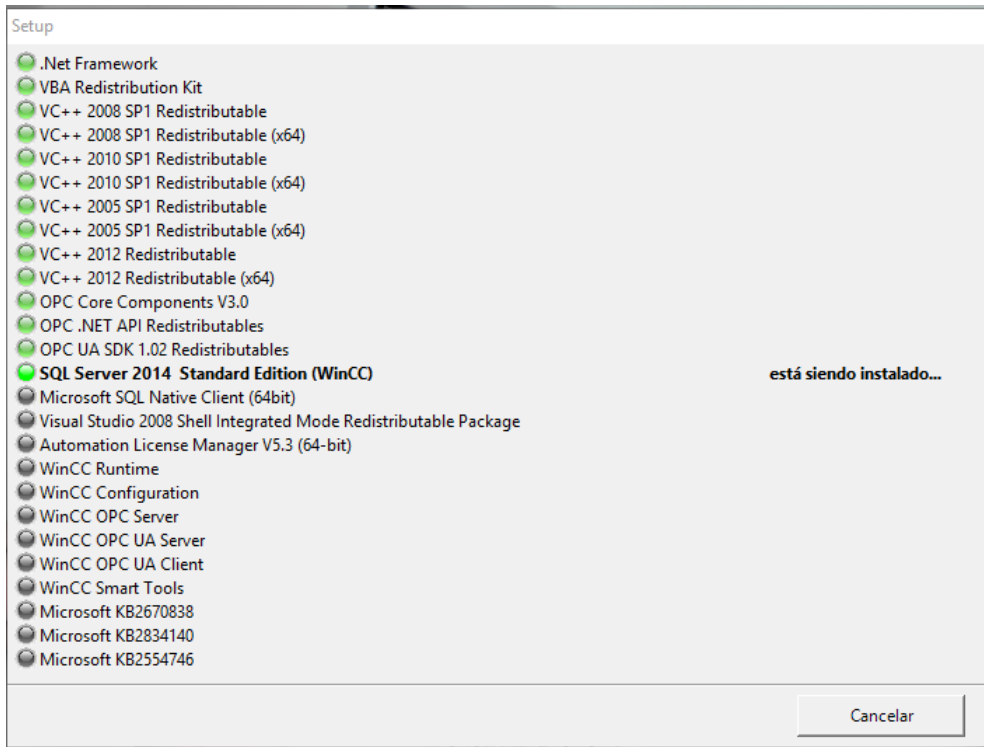 Setup
.Net Framework
VBA Redistribution Kit
VC++ 2008 SP1 Redistributable
VC++ 2008 SP1 Redistributable (x64)
VC++ 2010 SP1 Redistributable
VC++ 2010 SP1 Redistributable (x64)
VC++ 2005 SP1 Redistributable
VC++ 2005 SP1 Redistributable (x64)
VC++ 2012 Redistributable
VC++ 2012 Redistributable (x64)
OPC Core Components V3.0
OPC .NET API Redistributables
OPC UA SDK 1.02 Redistributables
SQL Server 2014  Standard Edition (WinCC) está siendo instalado...
Microsoft SQL Native Client (64bit)
Visual Studio 2008 Shell Integrated Mode Redistributable Package
Automation License Manager V5.3 (64-bit)
WinCC Runtime
WinCC Configuration
WinCC OPC Server
WinCC OPC UA Server
WinCC OPC UA Client
WinCC Smart Tools
Microsoft KB2670838
Microsoft KB2834140
Microsoft KB2554746
Cancelar